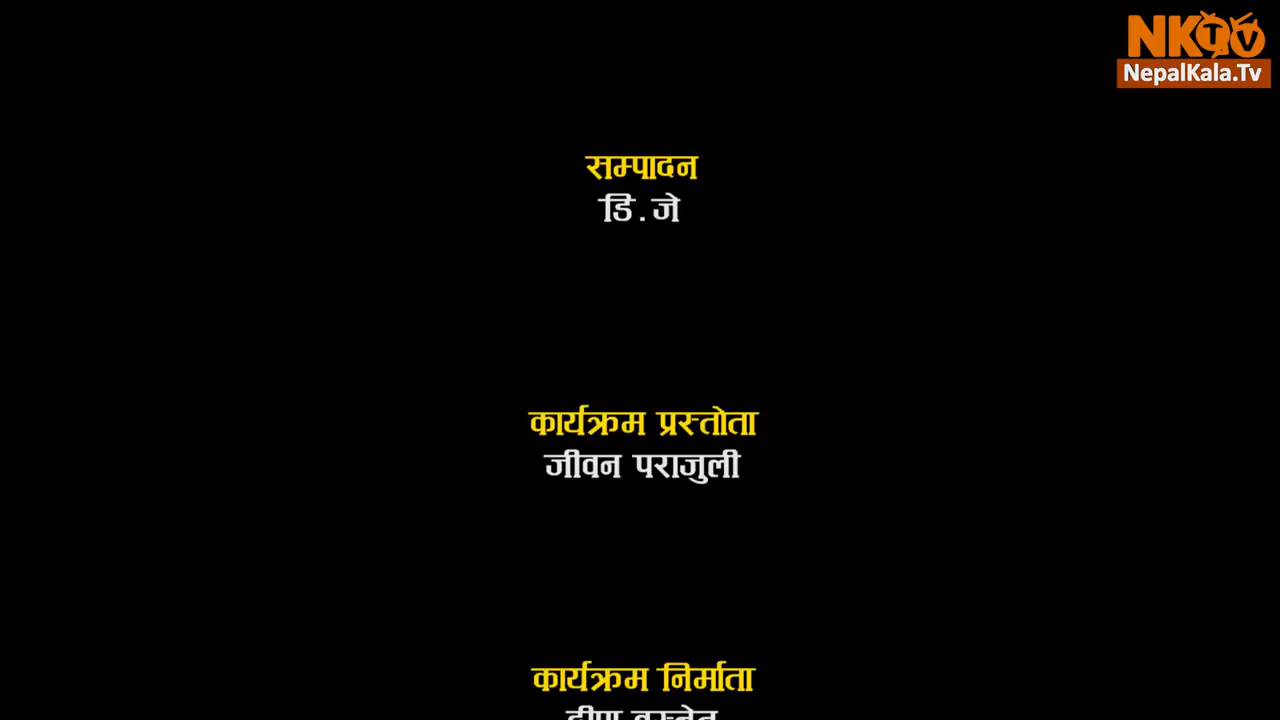 NKTV
NepalKala.Tv
सम्पादन
डि.जे
कार्यक्रम प्रस्तोता
जीवन पराजुली
कार्यक्रम निर्माता